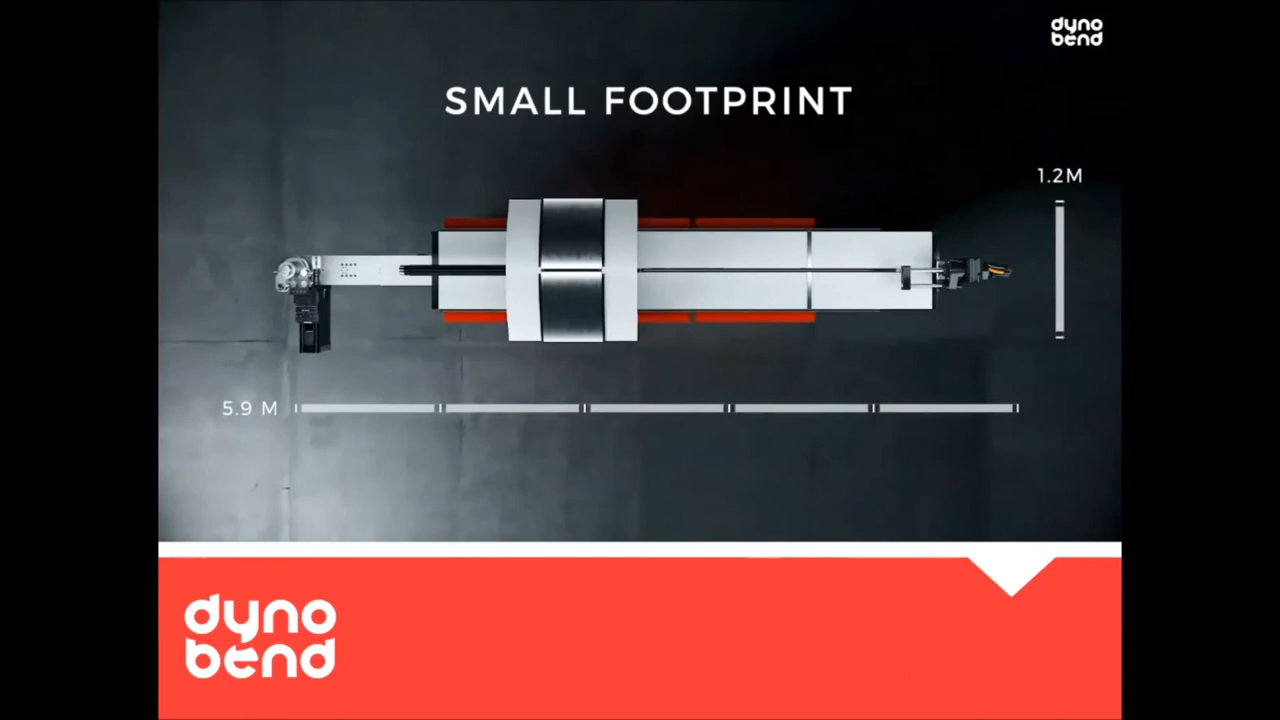 dyno
bend
SMALL FOOTPRINT
1.2M
5.9 M
dyno
bend